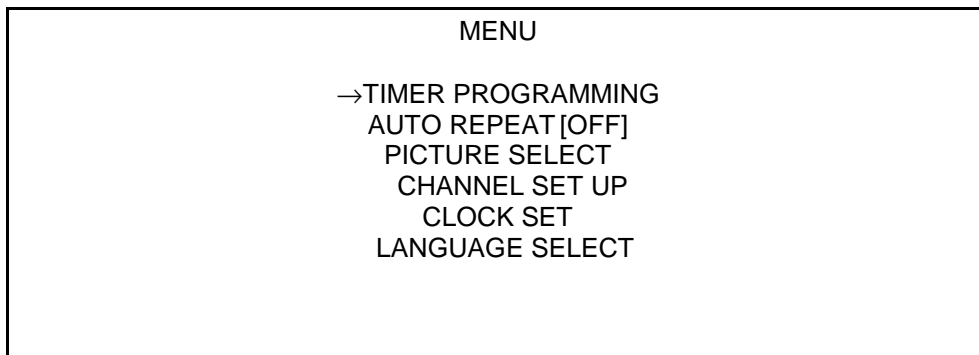 MENU
→TIMER PROGRAMMING
AUTO REPEAT [OFF]
PICTURE SELECT
CHANNEL SET UP
CLOCK SET
LANGUAGE SELECT